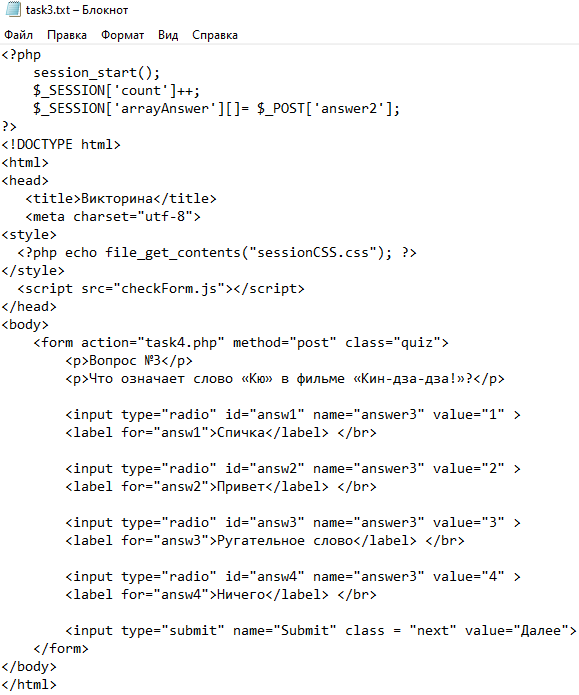 task3.txt – Блокнот
Файл Правка Формат Вид Справка
<?php
    session_start();
    $_SESSION['count']++;
    $_SESSION['arrayAnswer'][]= $_POST['answer2'];
?>
<!DOCTYPE html>
<html>
<head>
   <title>Викторина</title>
   <meta charset="utf-8">
<style>
  <?php echo file_get_contents("sessionCSS.css"); ?>
</style>
  <script src="checkForm.js"></script>
</head>
<body>
    <form action="task4.php" method="post" class="quiz">
        <p>Вопрос №3</p>
        <p>Что означает слово «Кю» в фильме «Кин-дза-дза!»?</p>

        <input type="radio" id="answ1" name="answer3" value="1" >
        <label for="answ1">Спичка</label> </br>

        <input type="radio" id="answ2" name="answer3" value="2" >
        <label for="answ2">Привет</label> </br>

        <input type="radio" id="answ3" name="answer3" value="3" >
        <label for="answ3">Ругательное слово</label> </br>

        <input type="radio" id="answ4" name="answer3" value="4" >
        <label for="answ4">Ничего</label> </br>

        <input type="submit" name="Submit" class = "next" value="Далее">
    </form>
</body>
</html>